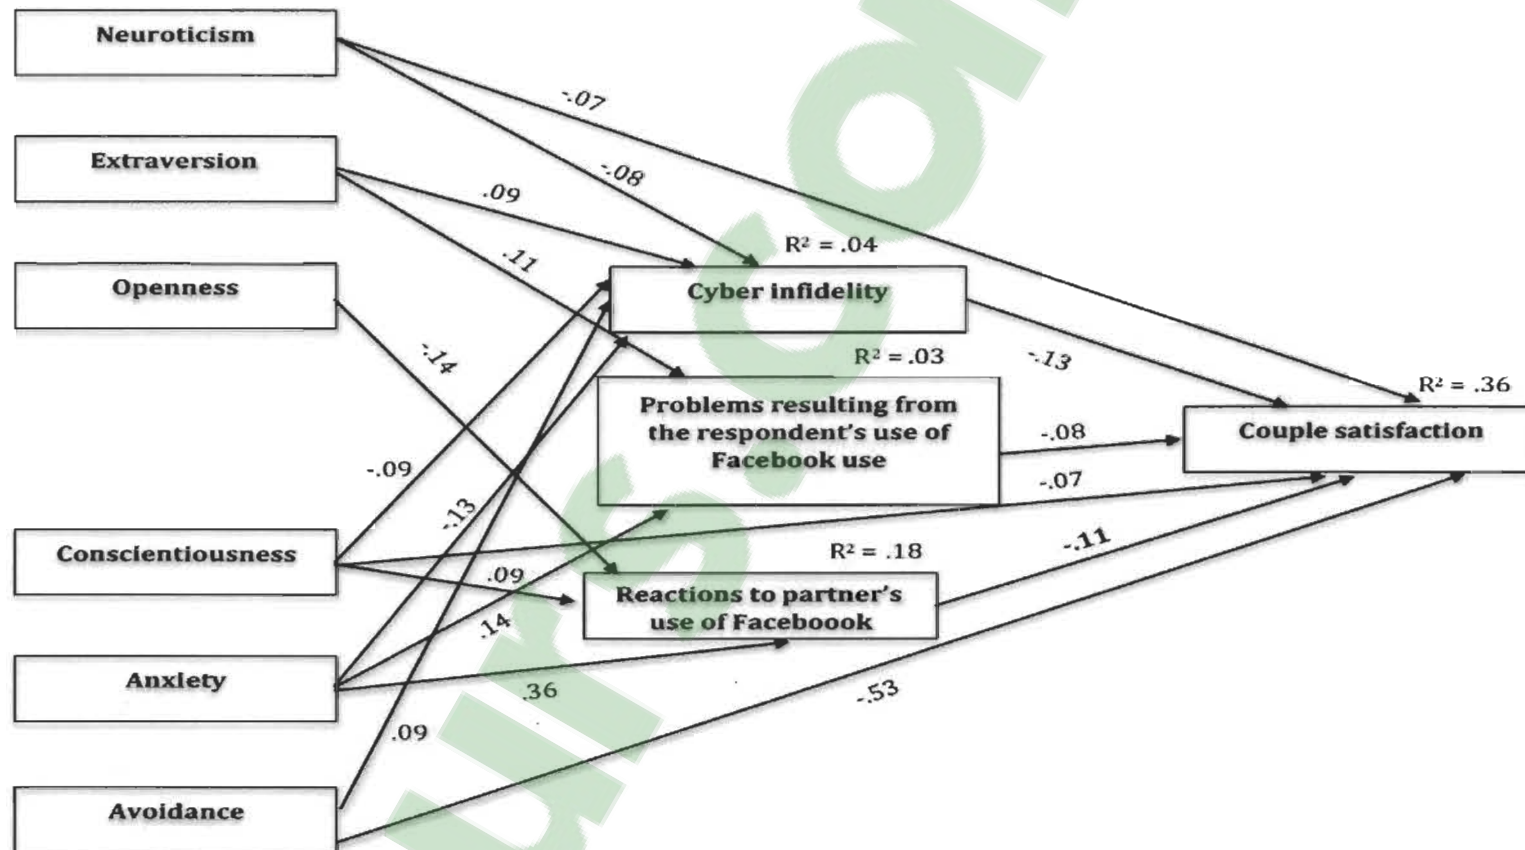 Neuroticism
-.07
Extraversion
-.08
.09
R² = .04
.11
Openness
Cyber infidelity
-.14
R² = .03
-.13
R² = .36
Problems resulting from
the respondent's use of
Facebook use
-.08
Couple satisfaction
-.09
-.07
-.13
Conscientiousness
R² = .18
-.11
.09
Reactions to partner's
use of Faceboook
.14
Anxiety
.36
-.53
.09
Avoidance
urs.co